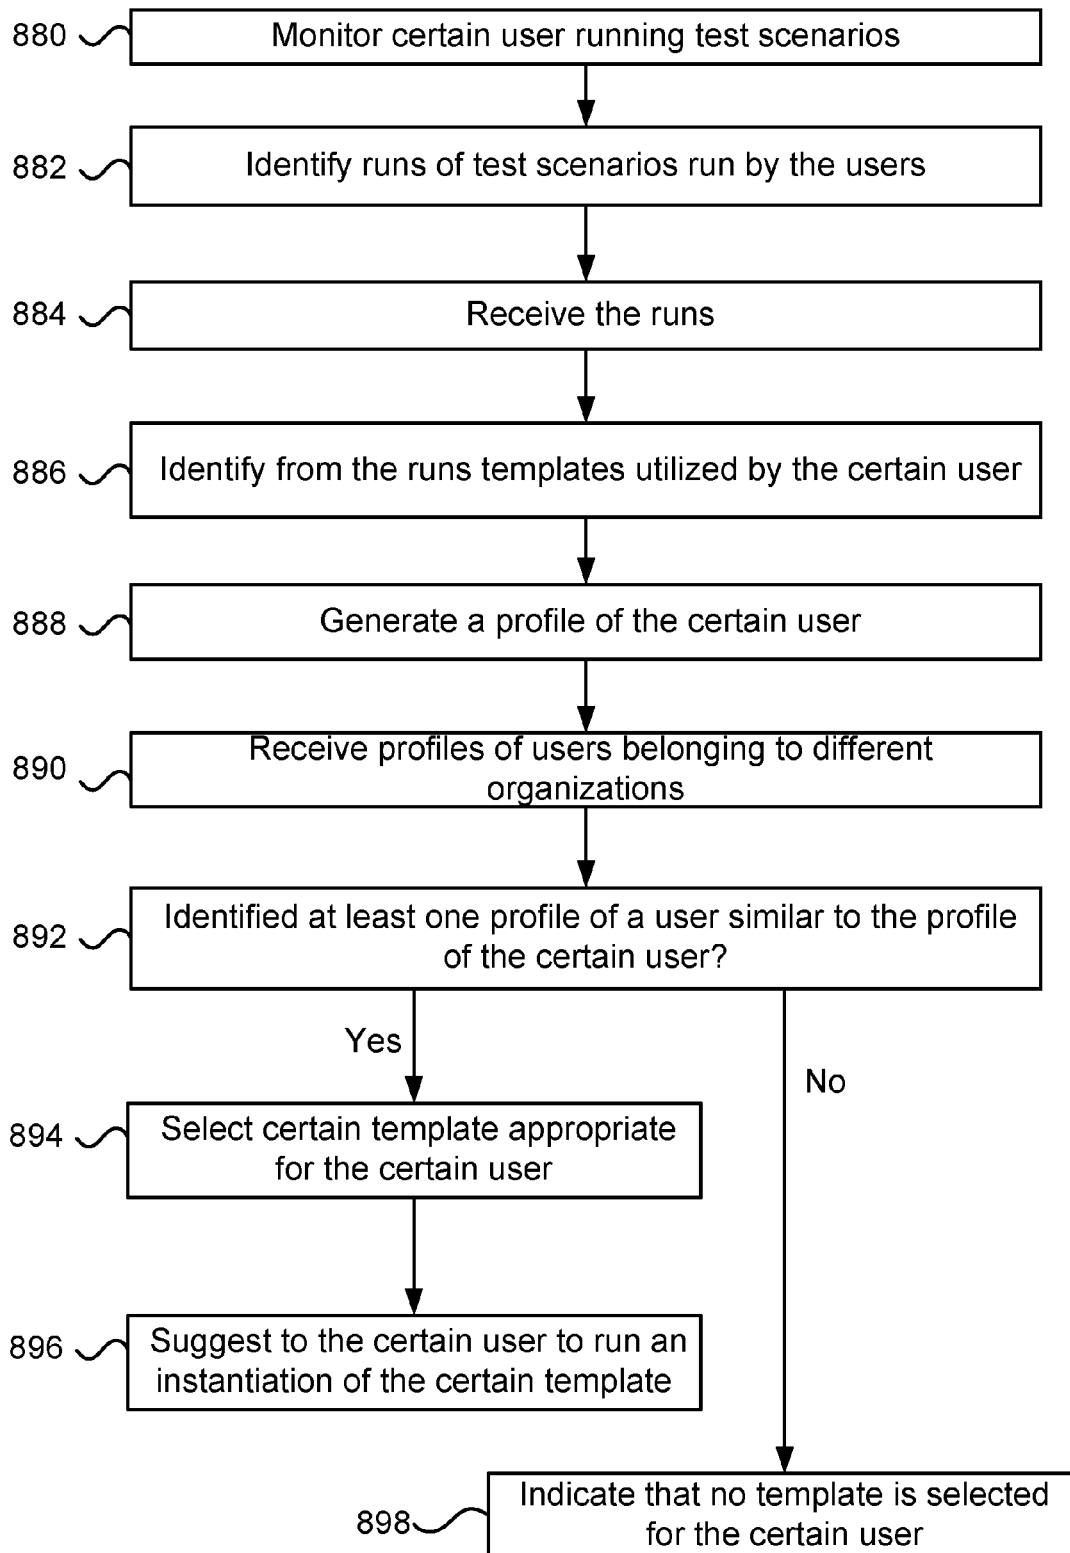 880
Monitor certain user running test scenarios
882
Identify runs of test scenarios run by the users
884
Receive the runs
886
Identify from the runs templates utilized by the certain user
888
Generate a profile of the certain user
890
Receive profiles of users belonging to different
organizations
892
Identified at least one profile of a user similar to the profile
of the certain user?
Yes
No
894
Select certain template appropriate
for the certain user
896
Suggest to the certain user to run an
instantiation of the certain template
898
Indicate that no template is selected
for the certain user